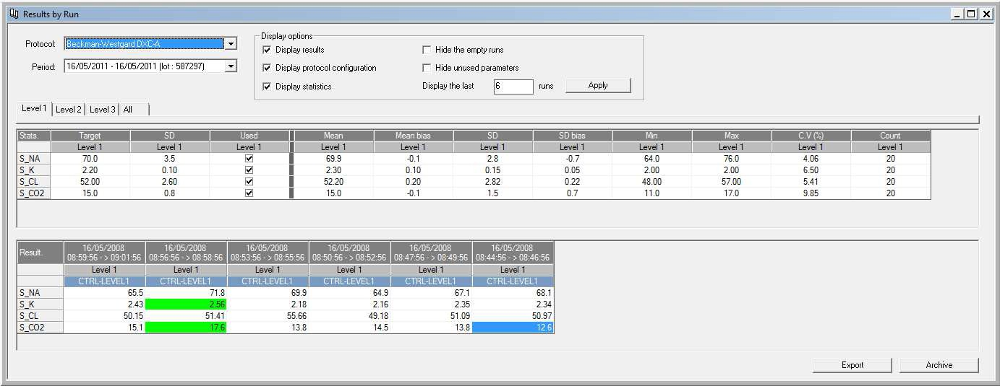 Results by Run
Protocol: Beckman-Westgard DXC-A
Period: 16/05/2011 - 16/05/2011 (lot : 587297)
Display options
Display results
Hide the empty runs
Display protocol configuration
Hide unused parameters
Display statistics
Display the last 6 runs Apply
Level 1 Level 2 Level 3 All
Stats. Target SD Used Mean Mean bias SD SD bias Min Max C.V (%) Count
Level 1 Level 1 Level 1 Level 1 Level 1 Level 1 Level 1 Level 1 Level 1 Level 1 Level 1
S_NA 70.0 3.5 69.9 -0.1 2.8 -0.7 64.0 76.0 4.06 20
S_K 2.20 0.10 2.30 0.10 0.15 0.05 2.00 2.00 6.50 20
S_CL 52.00 2.60 52.20 0.20 2.82 0.22 48.00 57.00 5.41 20
S_CO2 15.0 0.8 15.0 -0.1 1.5 0.7 11.0 17.0 9.85 20
Result. 16/05/2008 16/05/2008 16/05/2008 16/05/2008 16/05/2008 16/05/2008
08:59:56 - > 09:01:56 08:56:56 - > 08:58:56 08:53:56 - > 08:55:56 08:50:56 - > 08:52:56 08:47:56 - > 08:49:56 08:44:56 - > 08:46:56
Level 1 Level 1 Level 1 Level 1 Level 1 Level 1
CTRL-LEVEL1 CTRL-LEVEL1 CTRL-LEVEL1 CTRL-LEVEL1 CTRL-LEVEL1 CTRL-LEVEL1
S_NA 65.5 71.8 69.9 64.9 67.1 68.1
S_K 2.43 2.56 2.18 2.16 2.35 2.34
S_CL 50.15 51.41 55.66 49.18 51.09 50.97
S_CO2 15.1 17.6 13.8 14.5 13.8 12.6
Export Archive